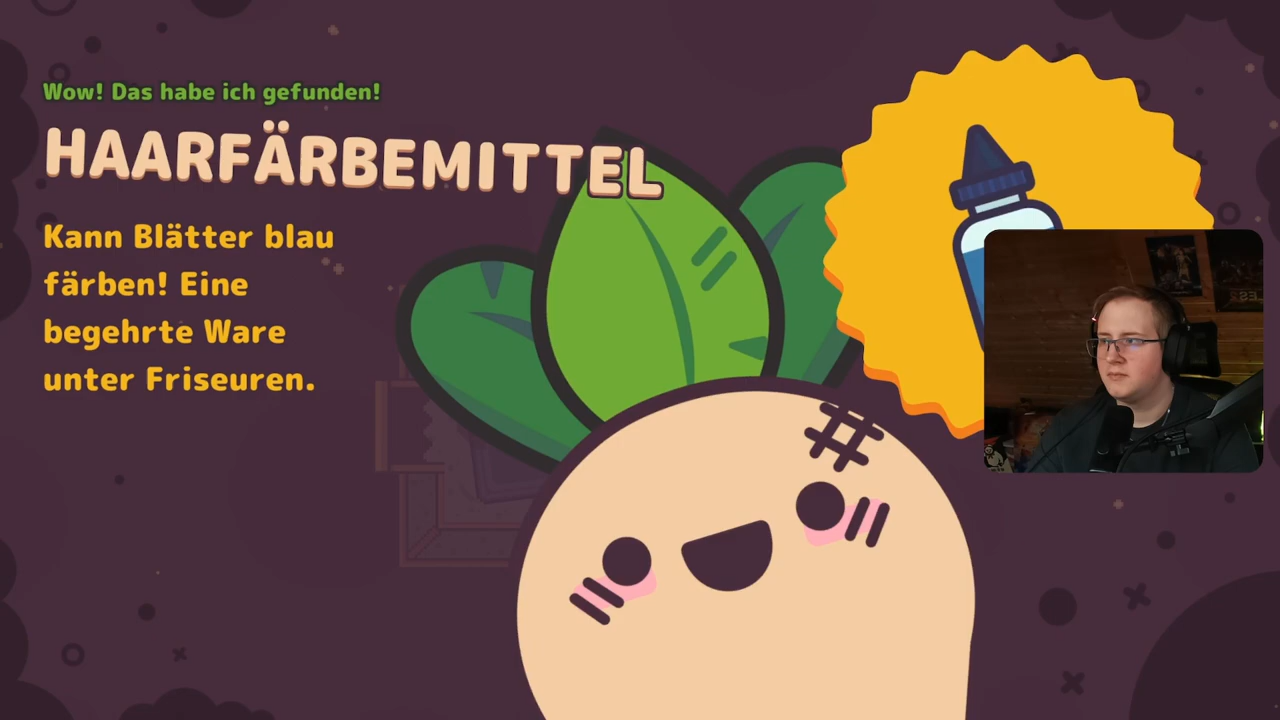 Wow! Das habe ich gefunden!
HAARFÄRBEMITTEL
Kann Blätter blau
färben! Eine
begehrte Ware
unter Friseuren.